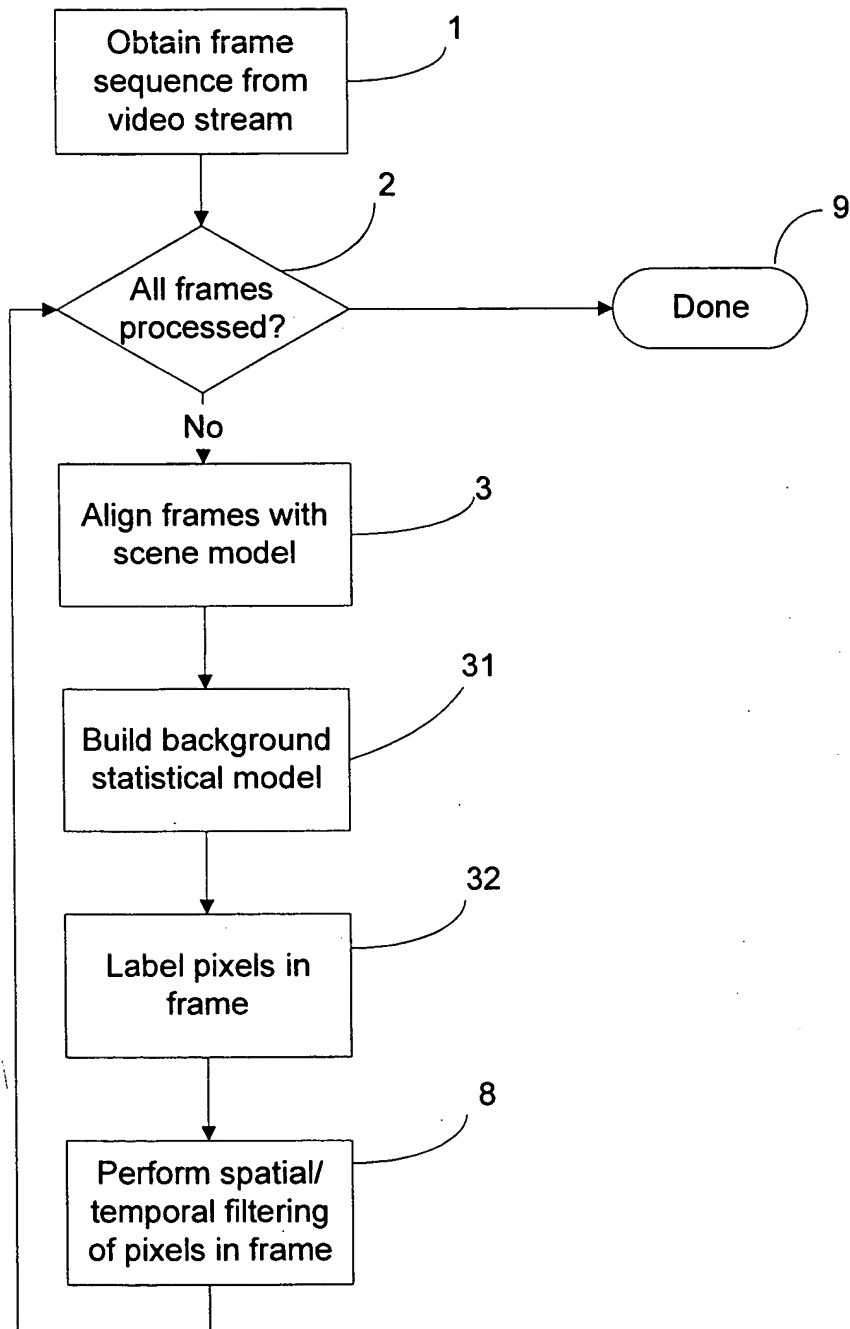 Obtain frame
sequence from
video stream
1
2
9
All frames
processed?
Done
No
3
Align frames with
scene model
31
Build background
statistical model
32
Label pixels in
frame
8
Perform spatial/
temporal filtering
of pixels in frame